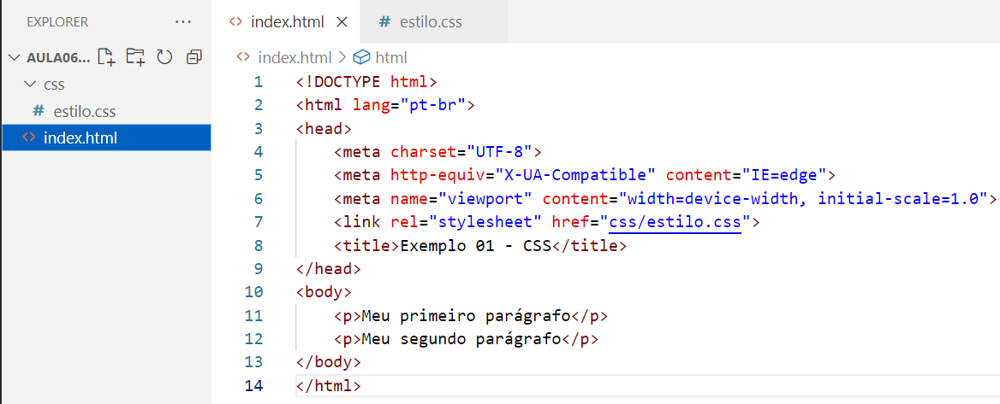 EXPLORER ...
index.html
# estilo.css
AULA06...
css
# estilo.css
index.html
index.html > html
1 <!DOCTYPE html>
2 <html lang="pt-br">
3 <head>
4     <meta charset="UTF-8">
5     <meta http-equiv="X-UA-Compatible" content="IE=edge">
6     <meta name="viewport" content="width=device-width, initial-scale=1.0">
7     <link rel="stylesheet" href="css/estilo.css">
8     <title>Exemplo 01 - CSS</title>
9 </head>
10 <body>
11     <p>Meu primeiro parágrafo</p>
12     <p>Meu segundo parágrafo</p>
13 </body>
14 </html>